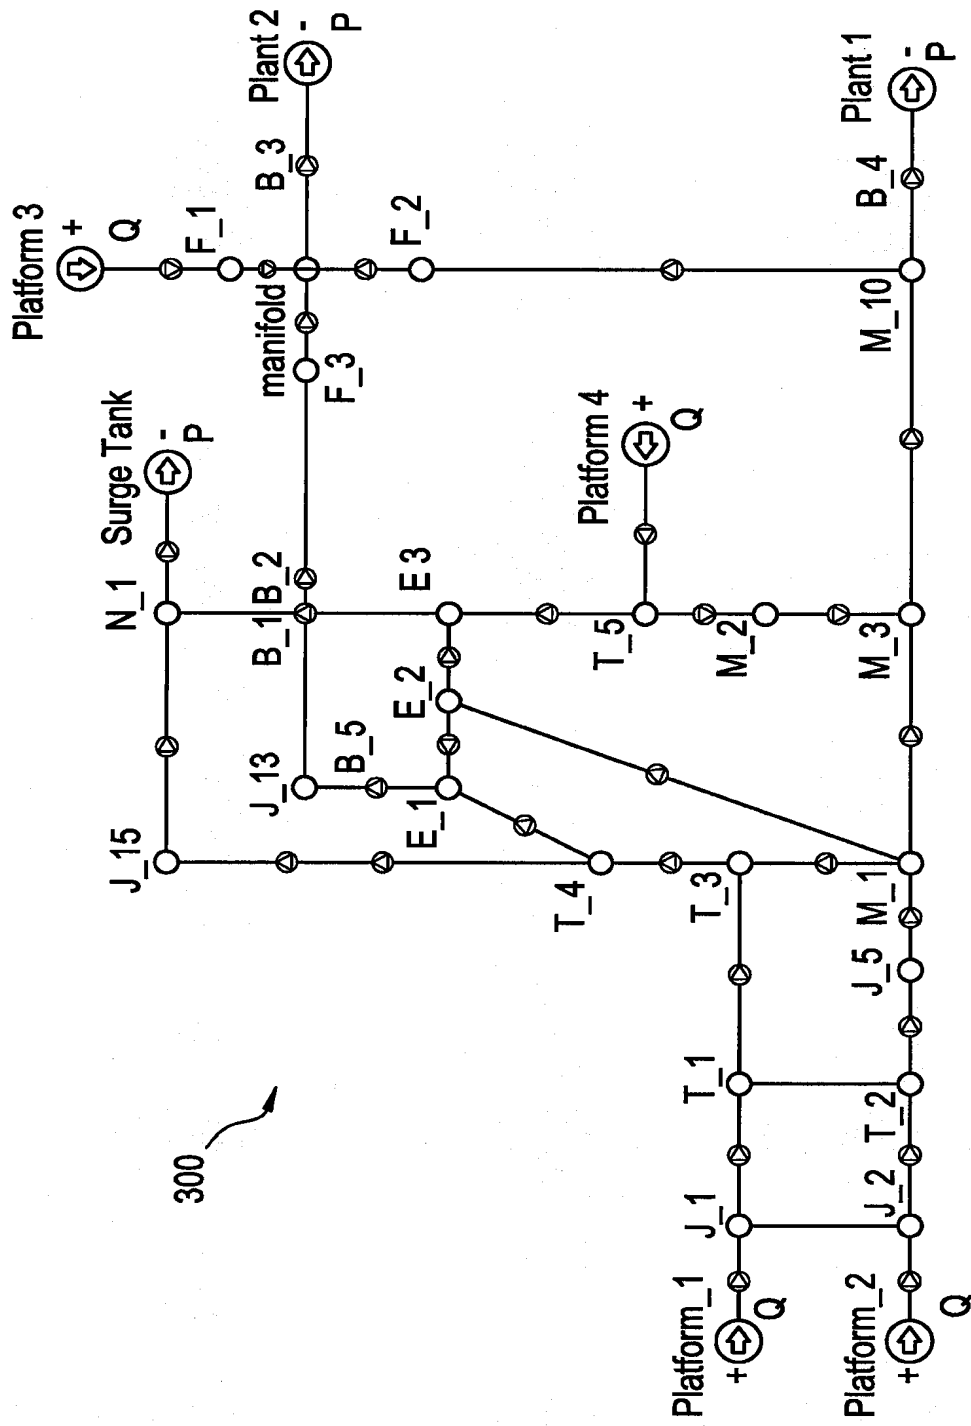 Platform 3
+
Q
F_1
Plant 2
-
P
B_3
manifold
F_2
F_3
Surge Tank
-
P
N_1
B_2
B_1
E 3
Platform 4
+
Q
T_5
M_2
M_3
M_10
B_4
Plant 1
-
P
J_15
J_13
B_5
E_2
E_1
T_4
T_3
M_1
J_5
T_1
T_2
J_1
J_2
Platform_1
+
Q
Platform_2
+
Q
300